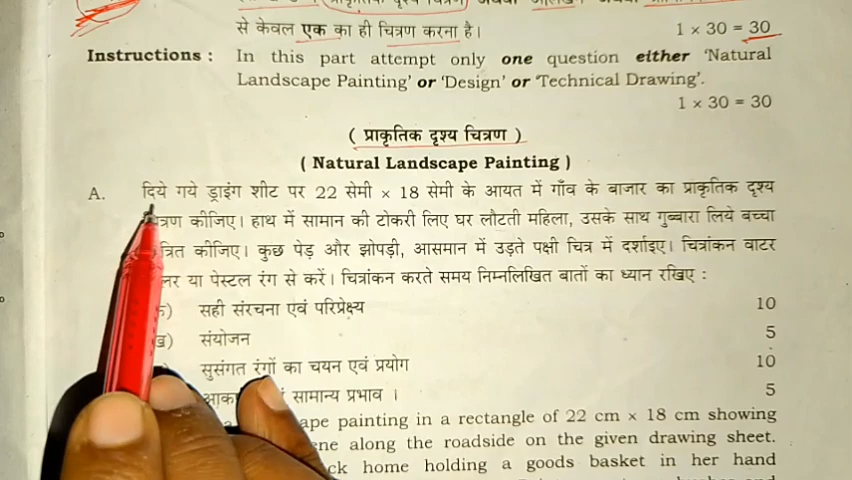 से केवल एक का ही चित्रण करना है। 1 × 30 = 30
Instructions : In this part attempt only one question either ‘Natural
Landscape Painting’ or ‘Design’ or ‘Technical Drawing’.
1 × 30 = 30
( प्राकृतिक दृश्य चित्रण )
( Natural Landscape Painting )
A. दिये गये ड्राइंग शीट पर 22 सेमी × 18 सेमी के आयत में गाँव के बाजार का प्राकृतिक दृश्य
कीजिए। हाथ में सामान की टोकरी लिए घर लौटती महिला, उसके साथ गुब्बारा लिये बच्चा
कीजिए। कुछ पेड़ और झोपड़ी, आसमान में उड़ते पक्षी चित्र में दर्शाइए। चित्रांकन वाटर
या पेस्टल रंग से करें। चित्रांकन करते समय निम्नलिखित बातों का ध्यान रखिए :
सही संरचना एवं परिप्रेक्ष्य 10
ख) संयोजन 5
सुसंगत रंगों का चयन एवं प्रयोग 10
सामान्य प्रभाव । 5
painting in a rectangle of 22 cm × 18 cm showing
along the roadside on the given drawing sheet.
home holding a goods basket in her hand